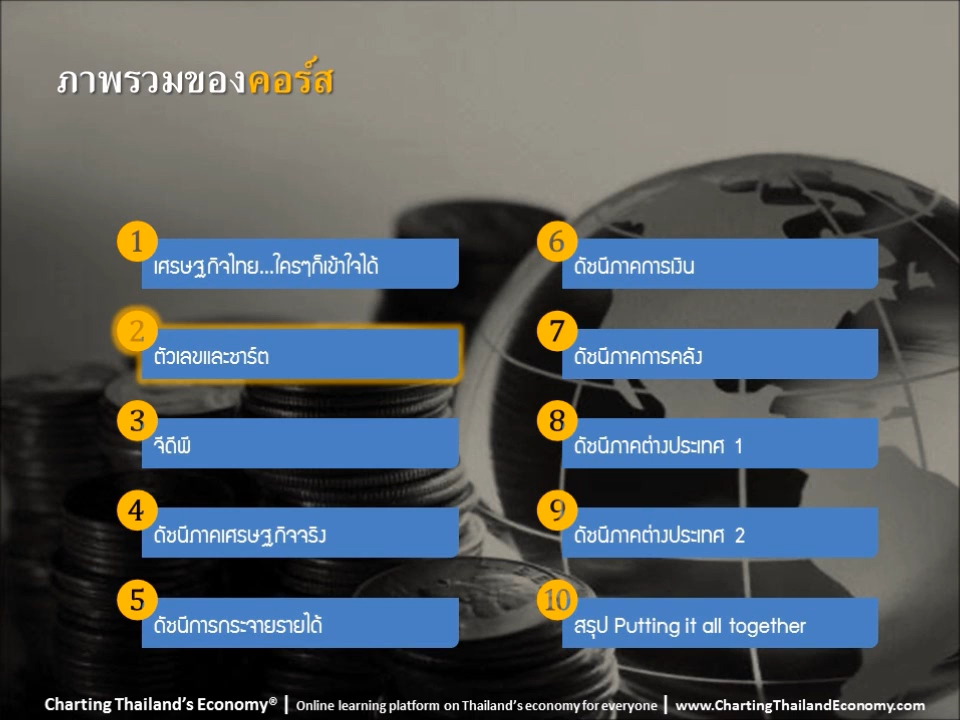 ภาพรวมของคอร์ส
1
เศรษฐกิจไทย...ใครๆก็เข้าใจได้
2
ตัวเลขและชาร์ต
3
จีดีพี
4
ดัชนีภาคเศรษฐกิจจริง
5
ดัชนีการกระจายรายได้
6
ดัชนีภาคการเงิน
7
ดัชนีภาคการคลัง
8
ดัชนีภาคต่างประเทศ 1
9
ดัชนีภาคต่างประเทศ 2
10
สรุป Putting it all together
Charting Thailand's Economy® | Online learning platform on Thailand's economy for everyone | www.ChartingThailandEconomy.com